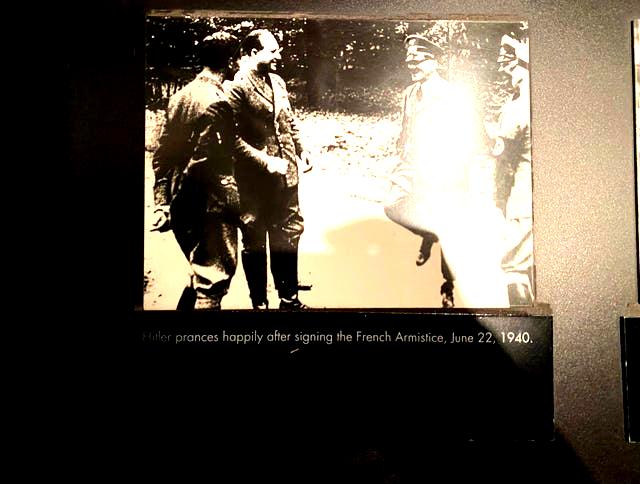 Hitler prances happily after signing the French Armistice, June 22, 1940.